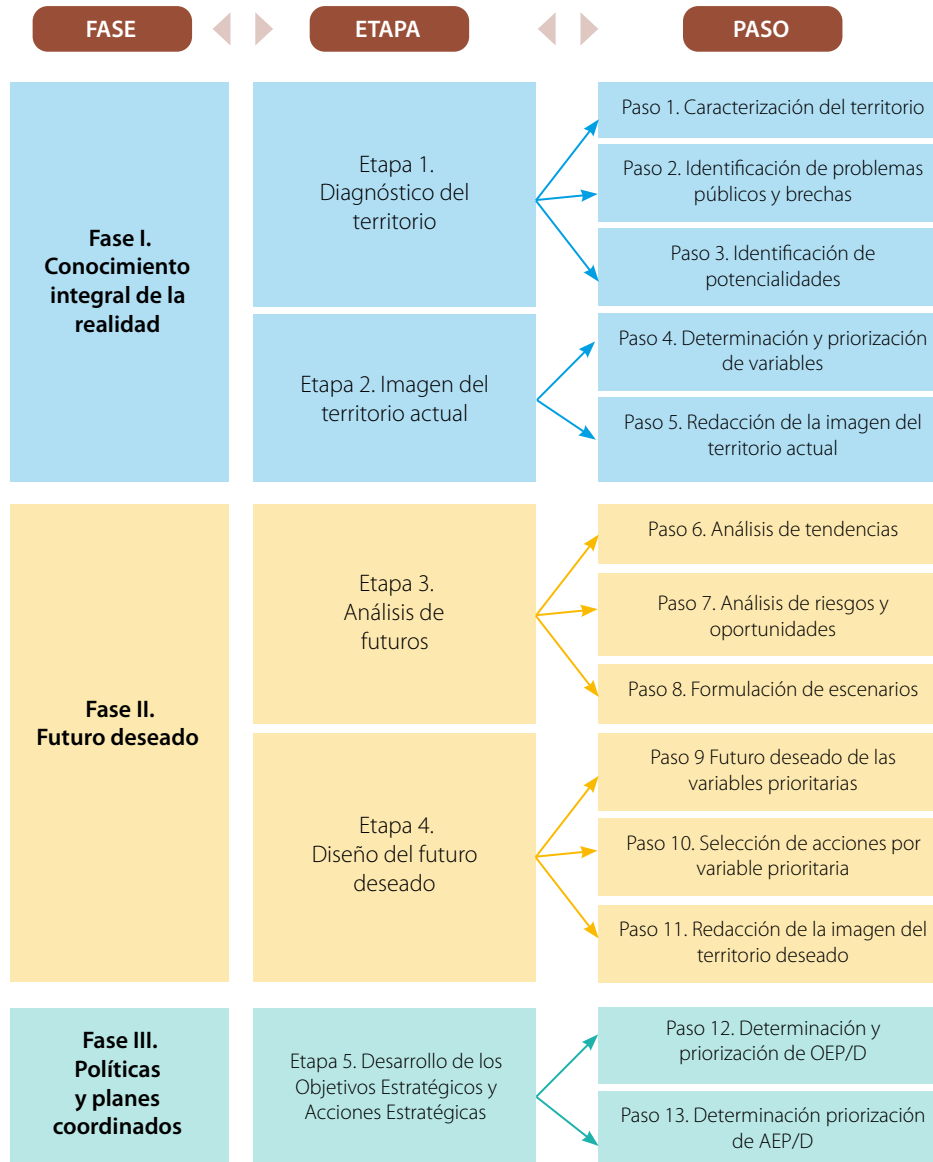 FASE
ETAPA
PASO
Fase I.
Conocimiento
integral de la
realidad
Etapa 1.
Diagnóstico del
territorio
Paso 1. Caracterización del territorio
Paso 2. Identificación de problemas
públicos y brechas
Paso 3. Identificación de
potencialidades
Etapa 2. Imagen del
territorio actual
Paso 4. Determinación y priorización
de variables
Paso 5. Redacción de la imagen del
territorio actual
Fase II.
Futuro deseado
Etapa 3.
Análisis de
futuros
Paso 6. Análisis de tendencias
Paso 7. Análisis de riesgos y
oportunidades
Paso 8. Formulación de escenarios
Etapa 4.
Diseño del futuro
deseado
Paso 9 Futuro deseado de las
variables prioritarias
Paso 10. Selección de acciones por
variable prioritaria
Paso 11. Redacción de la imagen del
territorio deseado
Fase III.
Políticas
y planes
coordinados
Etapa 5. Desarrollo de los
Objetivos Estratégicos y
Acciones Estratégicas
Paso 12. Determinación y
priorización de OEP/D
Paso 13. Determinación priorización
de AEP/D